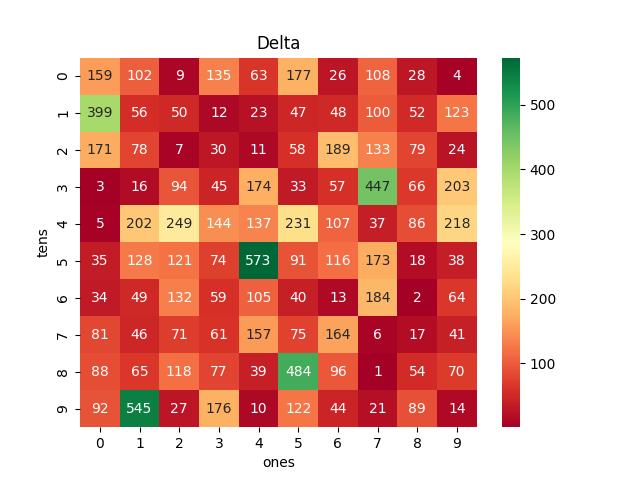 Delta
0 159 102 9 135 63 177 26 108 28 4
1 399 56 50 12 23 47 48 100 52 123
2 171 78 7 30 11 58 189 133 79 24
3 3 16 94 45 174 33 57 447 66 203
4 5 202 249 144 137 231 107 37 86 218
5 35 128 121 74 573 91 116 173 18 38
6 34 49 132 59 105 40 13 184 2 64
7 81 46 71 61 157 75 164 6 17 41
8 88 65 118 77 39 484 96 1 54 70
9 92 545 27 176 10 122 44 21 89 14
0 1 2 3 4 5 6 7 8 9
ones
tens
500
400
300
200
100